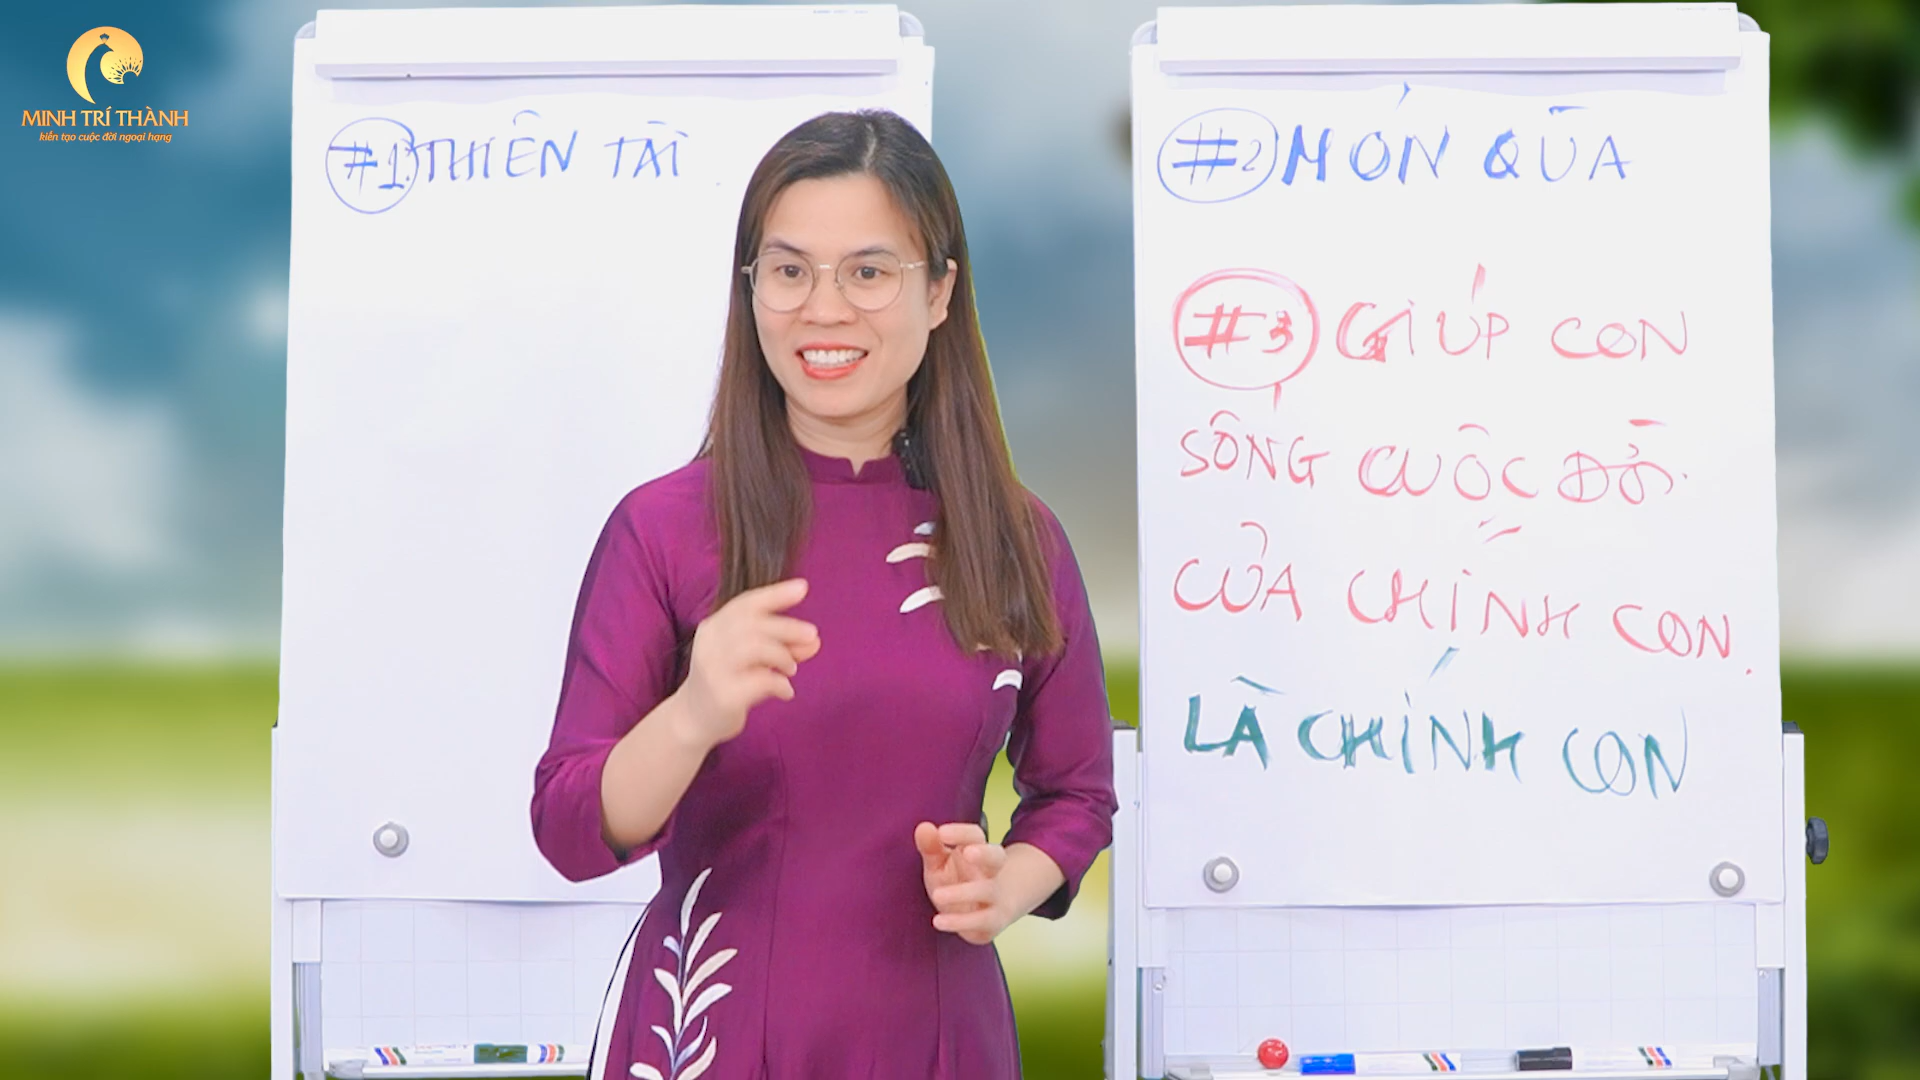 MINH TRÍ THÀNH
kiến tạo cuộc đời ngoại hạng
#1. THIÊN TÀI
#2 MÓN QÙA
#3 GIÚP CON
SỐNG CUỘC ĐỜI
CỦA CHÍNH CON.
LÀ CHÍNH CON